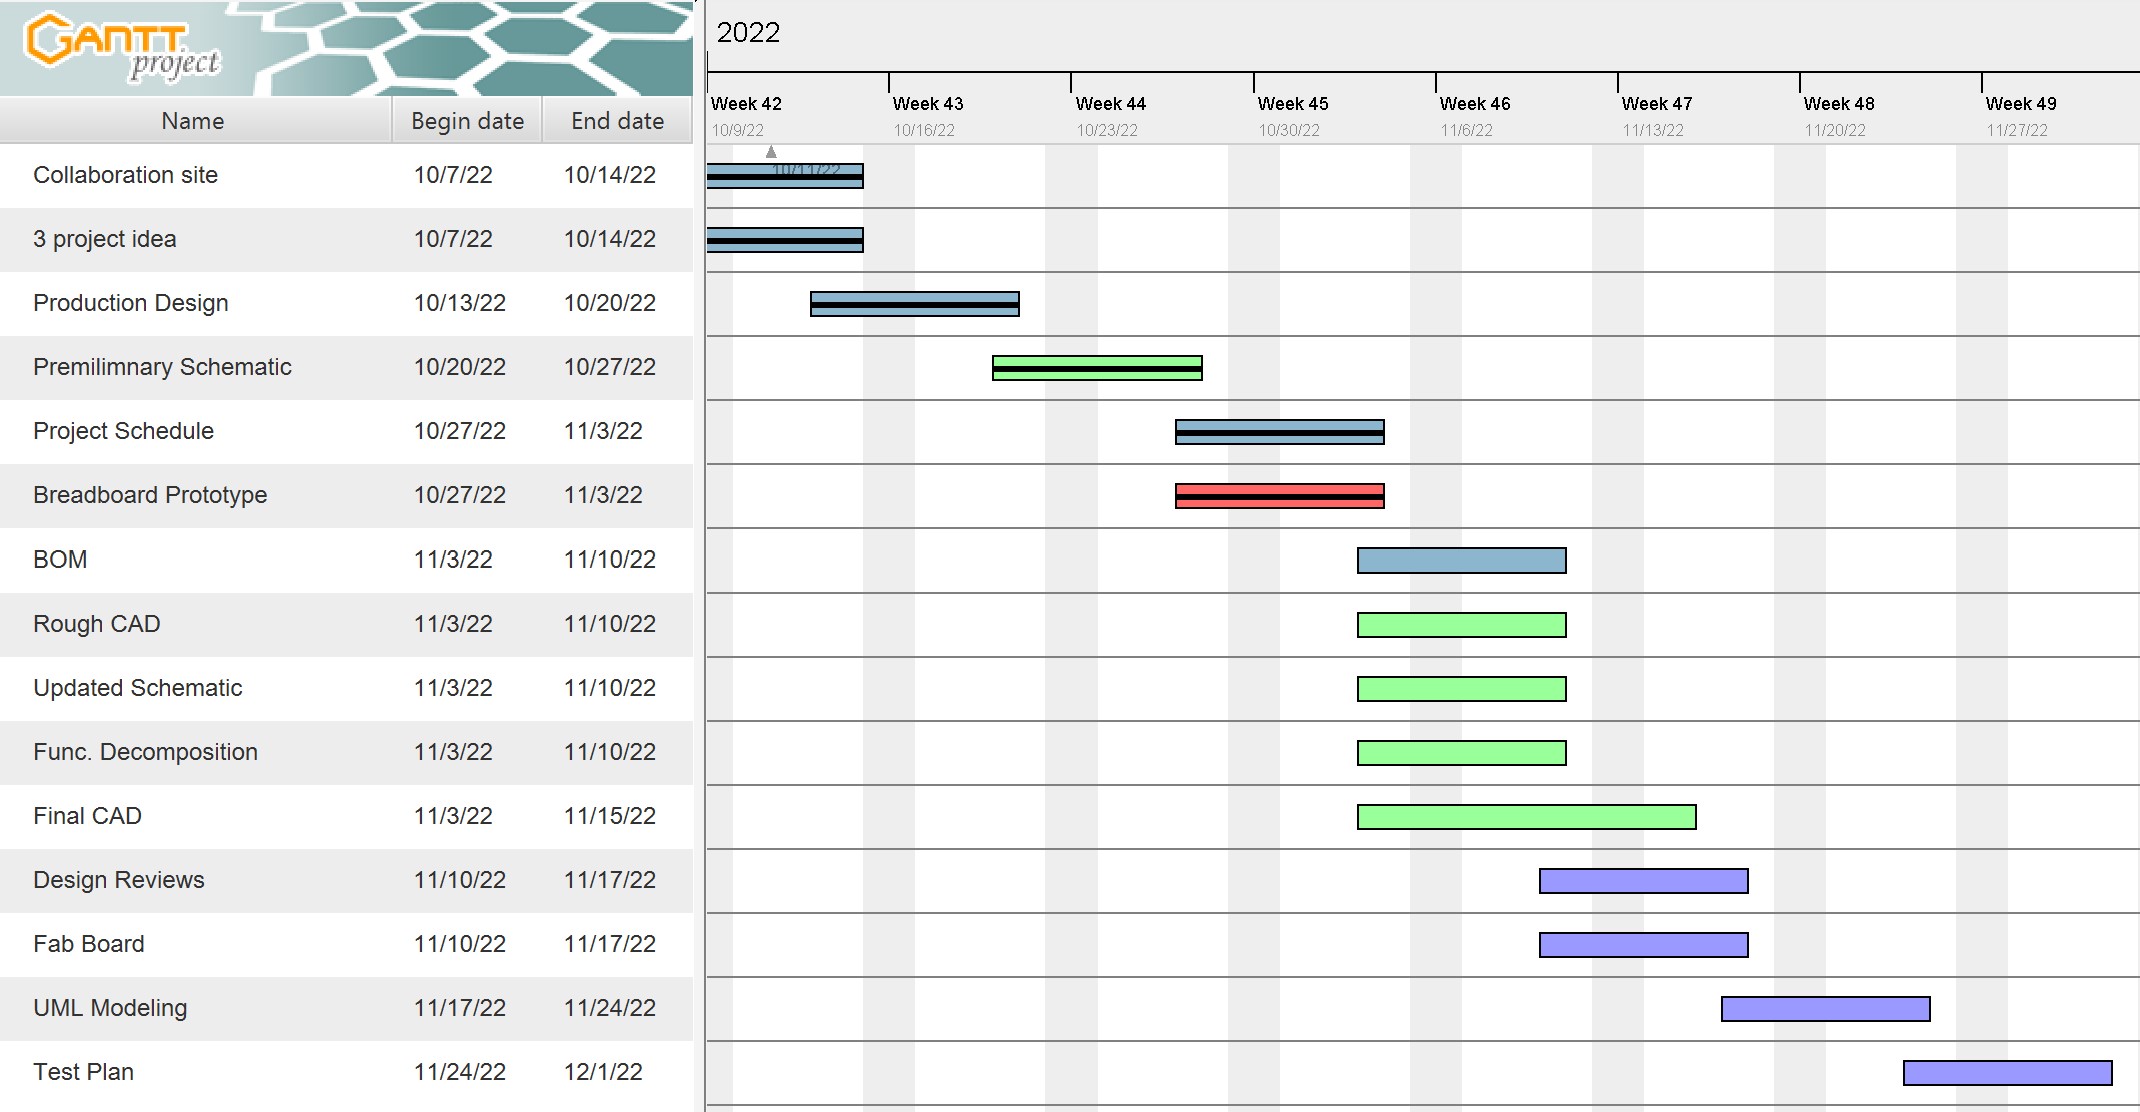 GANTT
project
2022
Week 42 Week 43 Week 44 Week 45 Week 46 Week 47 Week 48 Week 49
Name Begin date End date
10/9/22 10/16/22 10/23/22 10/30/22 11/6/22 11/13/22 11/20/22 11/27/22
10/11/22
Collaboration site 10/7/22 10/14/22
3 project idea 10/7/22 10/14/22
Production Design 10/13/22 10/20/22
Premilimnary Schematic 10/20/22 10/27/22
Project Schedule 10/27/22 11/3/22
Breadboard Prototype 10/27/22 11/3/22
BOM 11/3/22 11/10/22
Rough CAD 11/3/22 11/10/22
Updated Schematic 11/3/22 11/10/22
Func. Decomposition 11/3/22 11/10/22
Final CAD 11/3/22 11/15/22
Design Reviews 11/10/22 11/17/22
Fab Board 11/10/22 11/17/22
UML Modeling 11/17/22 11/24/22
Test Plan 11/24/22 12/1/22